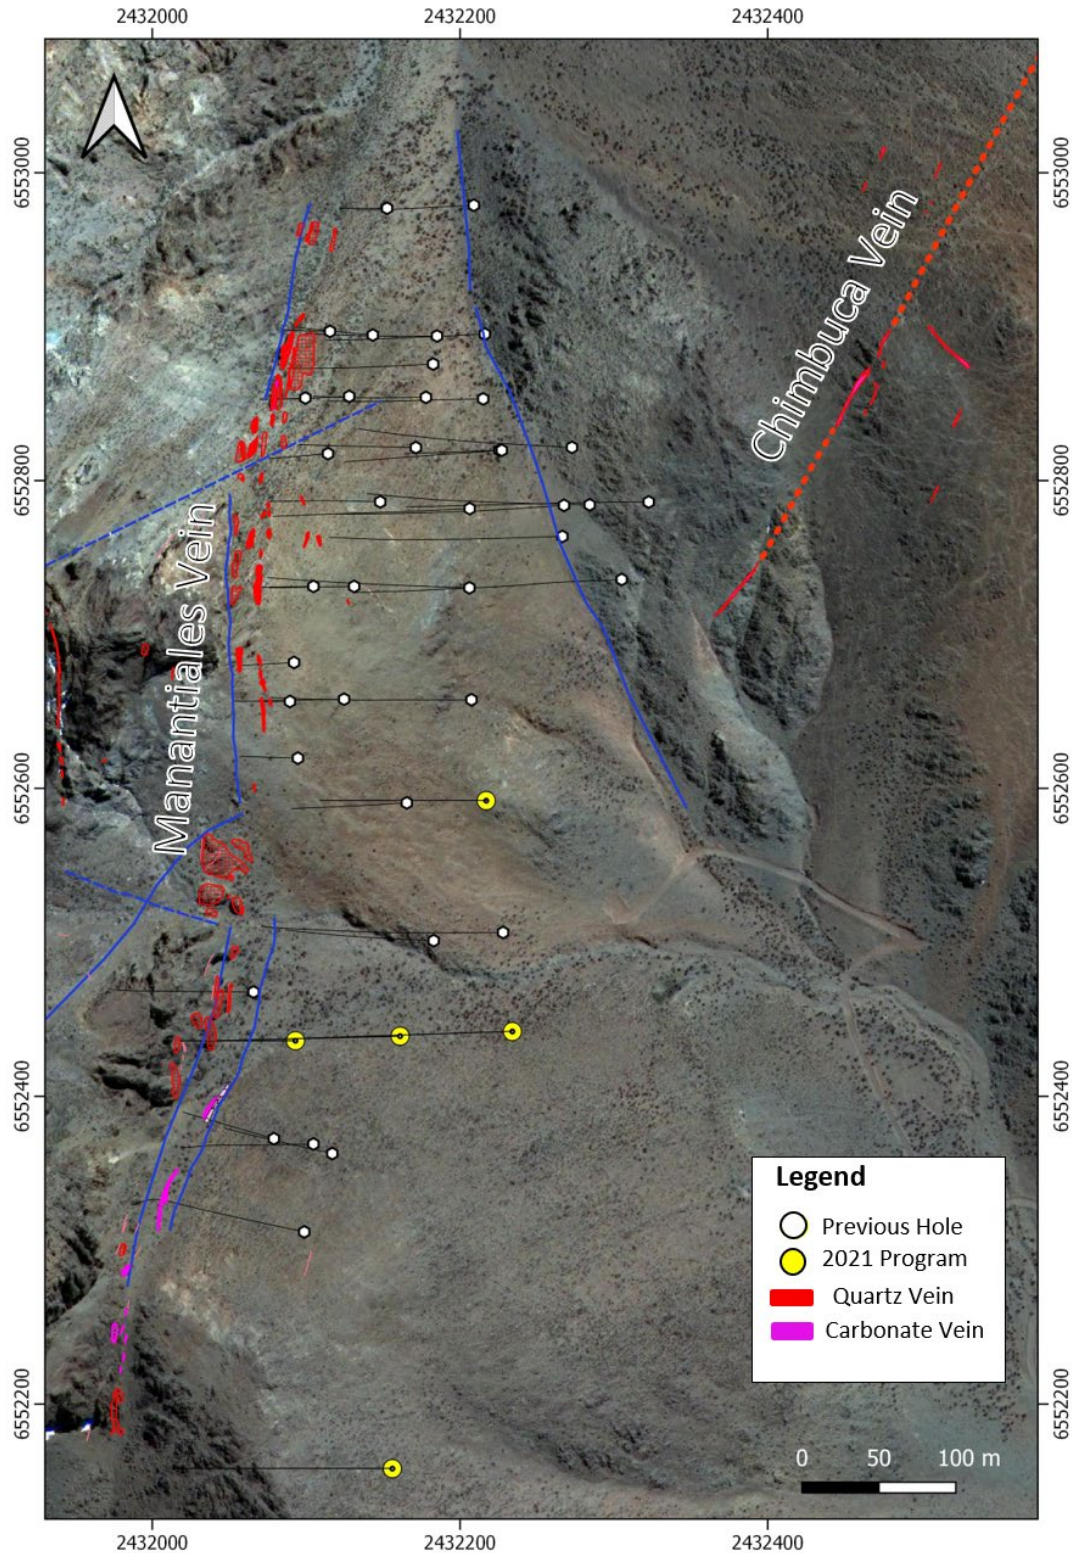 2432000
2432200
2432400
6553000
6553000
Chimbuca Vein
6552800
6552800
Manantiales Vein
6552600
6552600
6552400
6552400
Legend
Previous Hole
2021 Program
Quartz Vein
Carbonate Vein
6552200
6552200
0 50 100 m
2432000
2432200
2432400